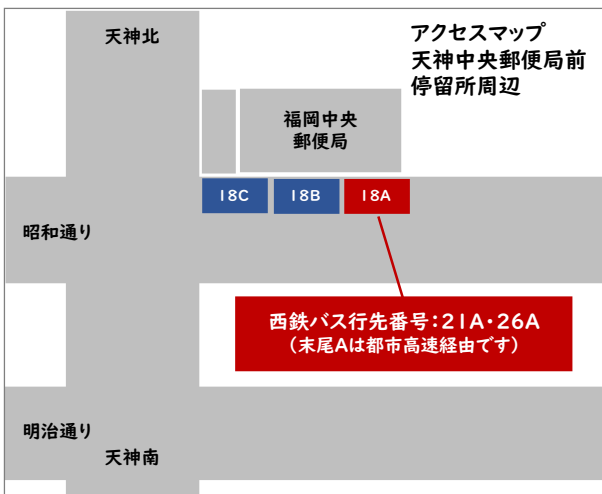 アクセスマップ
天神中央郵便局前
停留所周辺
天神北
福岡中央
郵便局
18C
18B
18A
昭和通り
西鉄バス行先番号:21A・26A
(末尾Aは都市高速経由です)
明治通り
天神南